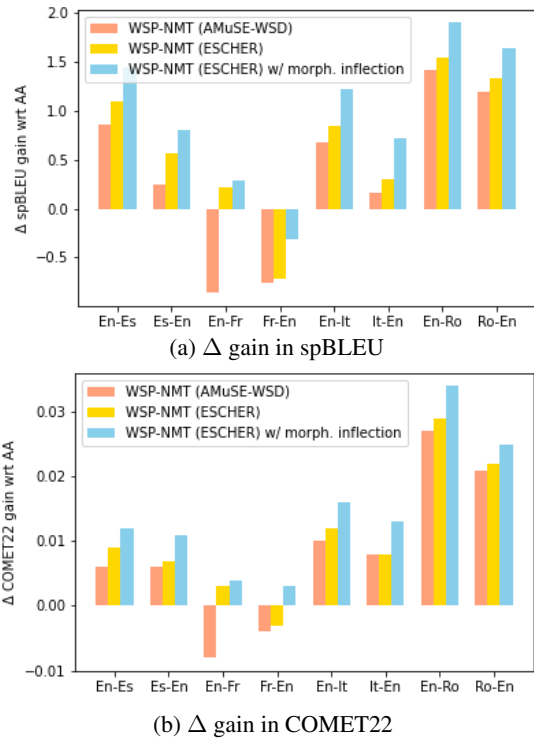 2.0
WSP-NMT (AMuSE-WSD)
WSP-NMT (ESCHER)
WSP-NMT (ESCHER) w/ morph. inflection
1.5
1.0
0.5
0.0
−0.5
Δ spBLEU gain wrt AA
En-Es Es-En En-Fr Fr-En En-It It-En En-Ro Ro-En
(a) Δ gain in spBLEU
WSP-NMT (AMuSE-WSD)
WSP-NMT (ESCHER)
WSP-NMT (ESCHER) w/ morph. inflection
0.03
0.02
0.01
0.00
−0.01
Δ COMET22 gain wrt AA
En-Es Es-En En-Fr Fr-En En-It It-En En-Ro Ro-En
(b) Δ gain in COMET22